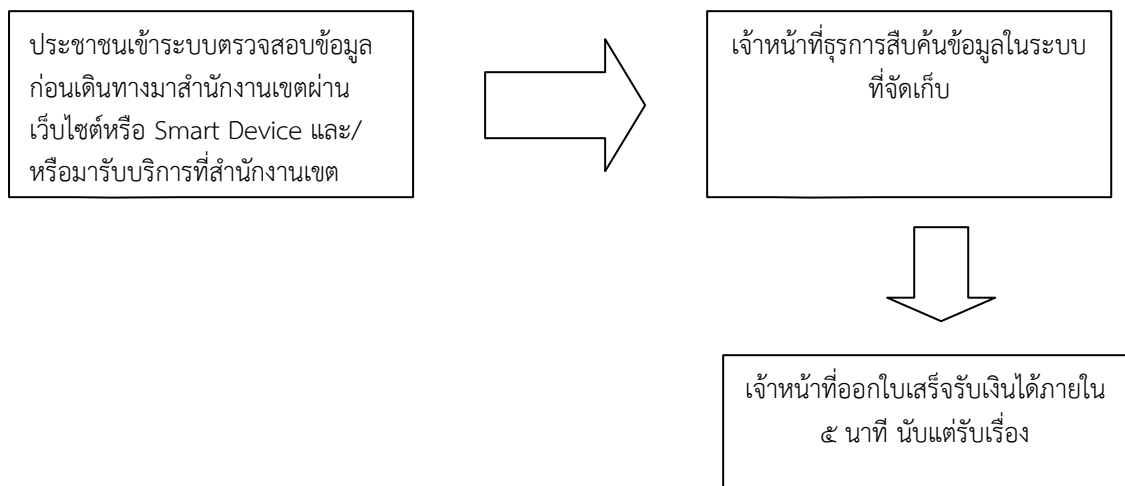 ประชาชนเข้าระบบตรวจสอบข้อมูล
ก่อนเดินทางมาสำนักงานเขตผ่าน
เว็บไซต์หรือ Smart Device และ/
หรือมารับบริการที่สำนักงานเขต
เจ้าหน้าที่ธุรการสืบค้นข้อมูลในระบบ
ที่จัดเก็บ
เจ้าหน้าที่ออกใบเสร็จรับเงินได้ภายใน
๕ นาที นับแต่รับเรื่อง